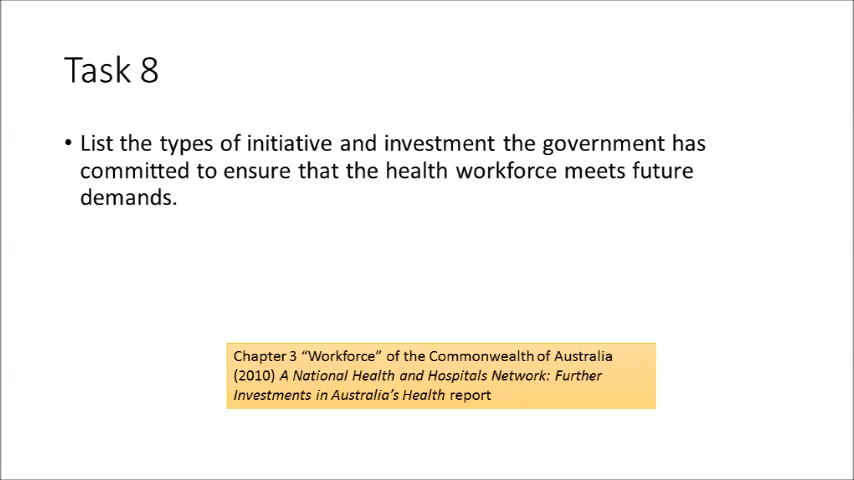 Task 8
• List the types of initiative and investment the government has
committed to ensure that the health workforce meets future
demands.
Chapter 3 “Workforce” of the Commonwealth of Australia
(2010) A National Health and Hospitals Network: Further
Investments in Australia’s Health report